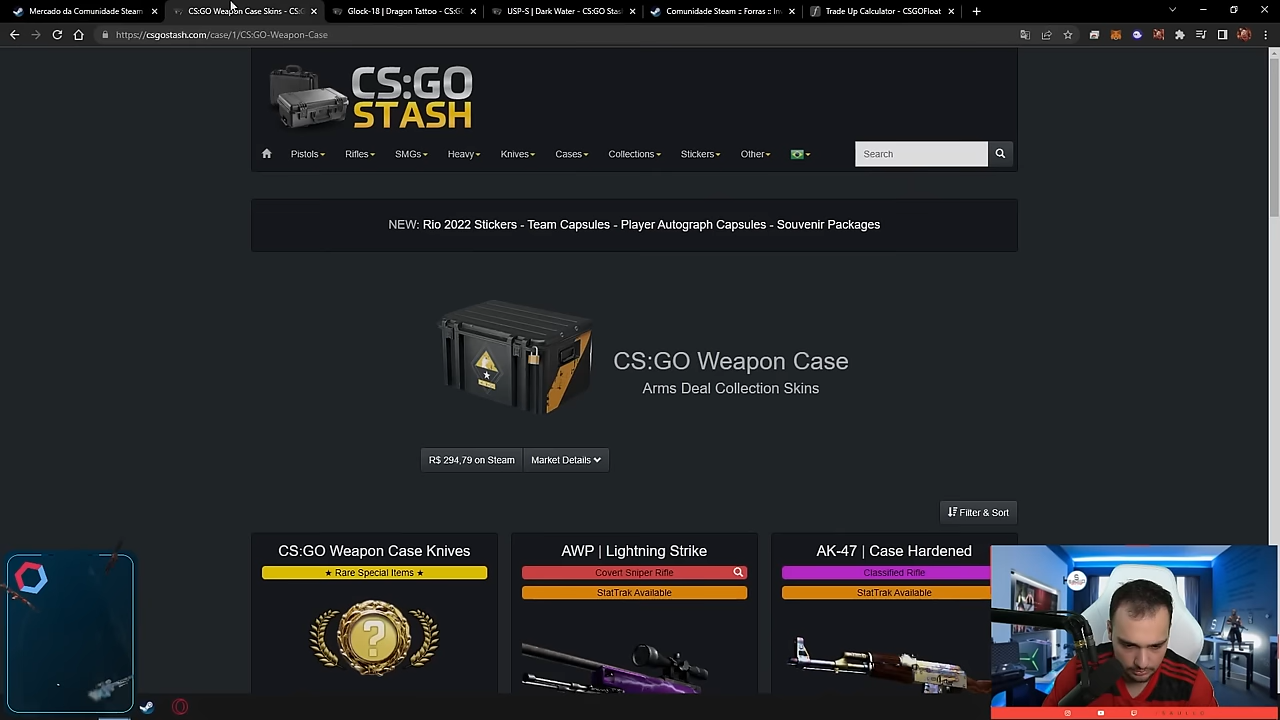 Mercado da Comunidade Steam
CS:GO Weapon Case Skins - CS:G
Glock-18 | Dragon Tattoo - CS:G
USP-S | Dark Water - CS:GO Stas
Comunidade Steam :: Forras :: In
Trade Up Calculator - CSGOFloat
https://csgostash.com/case/1/CS:GO-Weapon-Case
CS:GO
STASH
Pistols
Rifles
SMGs
Heavy
Knives
Cases
Collections
Stickers
Other
Search
NEW: Rio 2022 Stickers - Team Capsules - Player Autograph Capsules - Souvenir Packages
CS:GO Weapon Case
Arms Deal Collection Skins
R$ 294,79 on Steam
Market Details
Filter & Sort
CS:GO Weapon Case Knives
★ Rare Special Items ★
AWP | Lightning Strike
Covert Sniper Rifle
StatTrak Available
AK-47 | Case Hardened
Classified Rifle
StatTrak Available